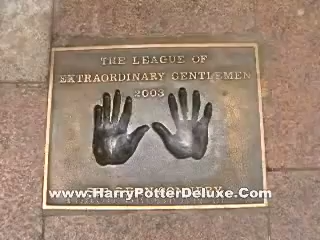 THE LEAGUE OF
EXTRAORDINARY GENTLEMEN
2003
www.HarryPotterDeluxe.Com